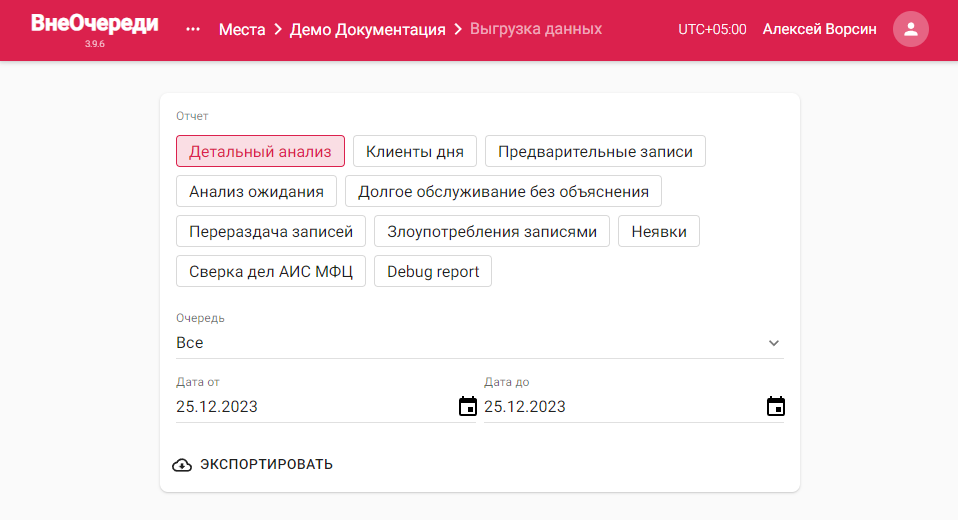 ВнеОчереди
3.9.6
... Места > Демо Документация > Выгрузка данных
UTC+05:00 Алексей Ворсин
Отчет
Детальный анализ Клиенты дня Предварительные записи
Анализ ожидания Долгое обслуживание без объяснения
Перераздача записей Злоупотребления записями Неявки
Сверка дел АИС МФЦ Debug report
Очередь
Все
Дата от Дата до
25.12.2023 25.12.2023
ЭКСПОРТИРОВАТЬ